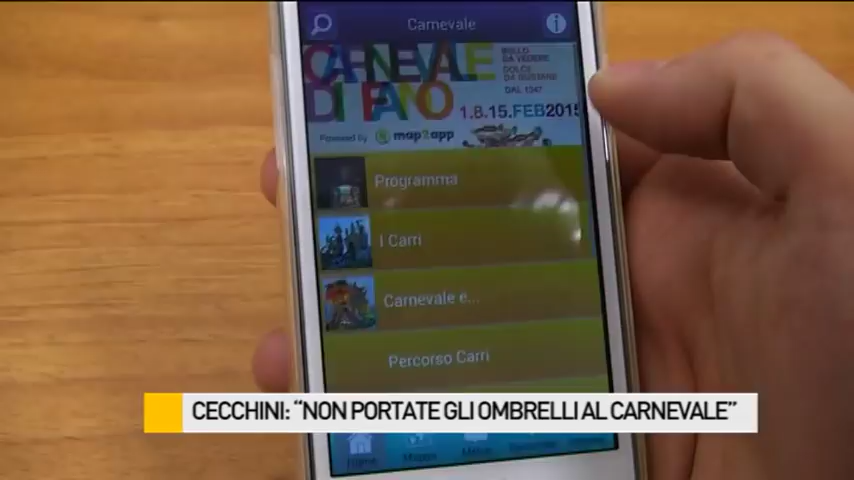 Carnevale
CARNEVALE
DI FANO
BELLO
DA VEDERE
DOLCE
DA GUSTARE
DAL 1347
1.8.15.FEB2015
Powered by map2app
Programma
I Carri
Carnevale e...
Percorso Carri
CECCHINI: “NON PORTATE GLI OMBRELLI AL CARNEVALE”
Home